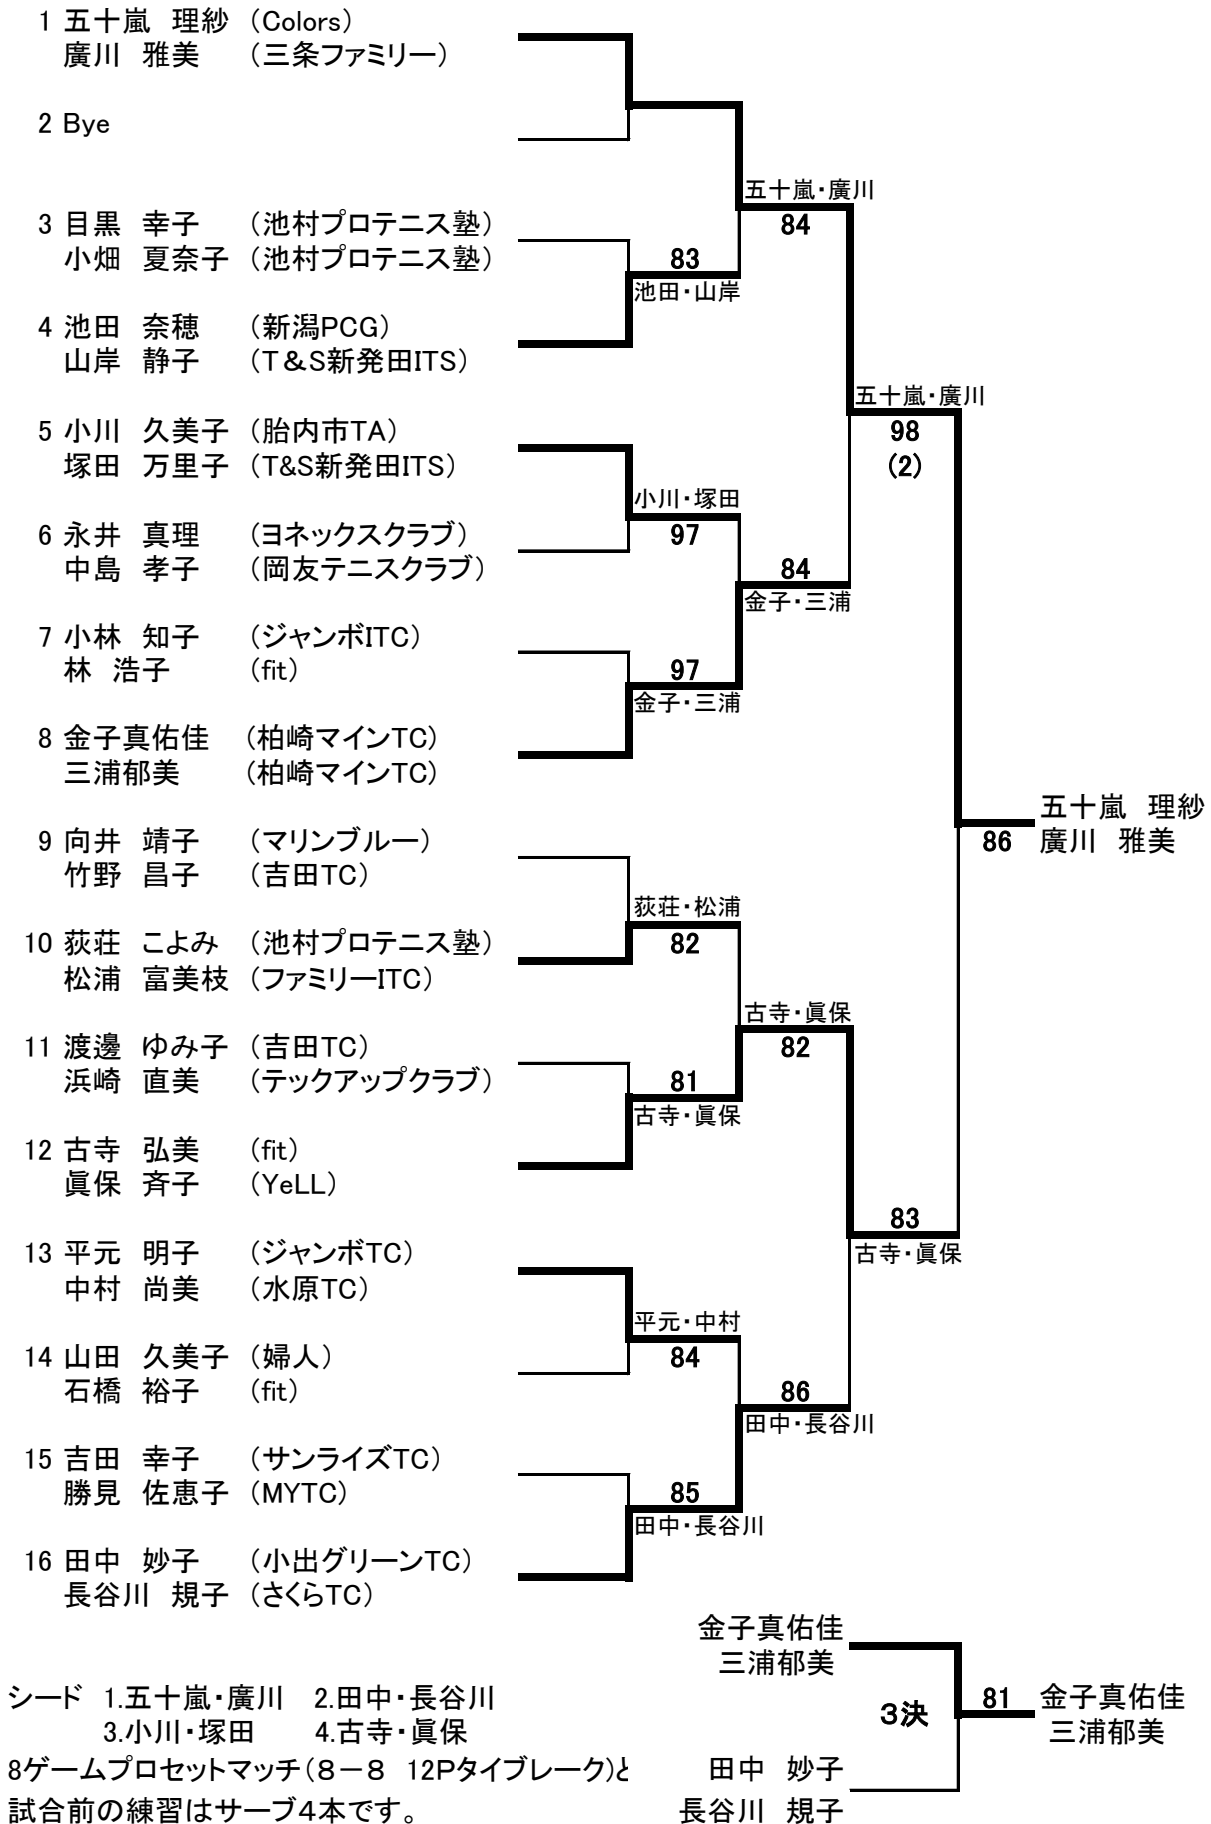 1 五十嵐 理紗 (Colors)
廣川 雅美 (三条ファミリー)
2 Bye
3 目黒 幸子 (池村プロテニス塾)
小畑 夏奈子 (池村プロテニス塾)
4 池田 奈穂 (新潟PCG)
山岸 静子 (T&S新発田ITS)
5 小川 久美子 (胎内市TA)
塚田 万里子 (T&S新発田ITS)
6 永井 真理 (ヨネックスクラブ)
中島 孝子 (岡友テニスクラブ)
7 小林 知子 (ジャンボITC)
林 浩子 (fit)
8 金子真佑佳 (柏崎マインTC)
三浦郁美 (柏崎マインTC)
9 向井 靖子 (マリンブルー)
竹野 昌子 (吉田TC)
10 荻荘 こよみ (池村プロテニス塾)
松浦 富美枝 (ファミリーITC)
11 渡邊 ゆみ子 (吉田TC)
浜崎 直美 (テックアップクラブ)
12 古寺 弘美 (fit)
眞保 斉子 (YeLL)
13 平元 明子 (ジャンボTC)
中村 尚美 (水原TC)
14 山田 久美子 (婦人)
石橋 裕子 (fit)
15 吉田 幸子 (サンライズTC)
勝見 佐恵子 (MYTC)
16 田中 妙子 (小出グリーンTC)
長谷川 規子 (さくらTC)
83
池田・山岸
小川・塚田
97
97
金子・三浦
荻荘・松浦
82
81
古寺・眞保
平元・中村
84
85
田中・長谷川
五十嵐・廣川
84
84
金子・三浦
古寺・眞保
82
86
田中・長谷川
五十嵐・廣川
98
(2)
83
古寺・眞保
86
五十嵐 理紗
廣川 雅美
金子真佑佳
三浦郁美
3決
田中 妙子
長谷川 規子
81
金子真佑佳
三浦郁美
シード 1.五十嵐・廣川 2.田中・長谷川
3.小川・塚田 4.古寺・眞保
8ゲームプロセットマッチ(8－8 12Pタイブレーク)と
試合前の練習はサーブ4本です。